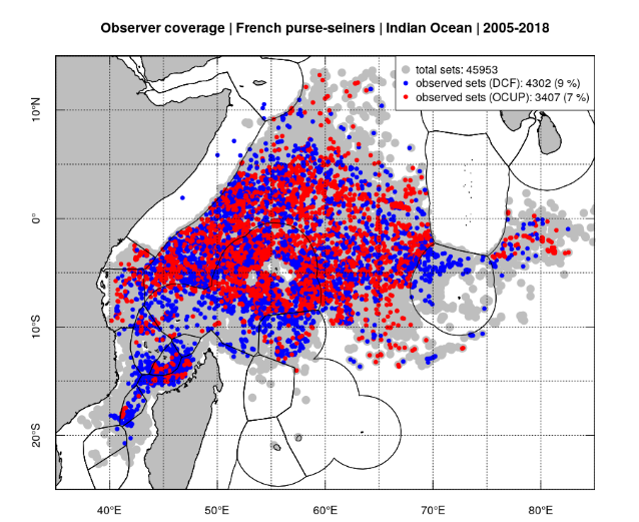 Observer coverage | French purse-seiners | Indian Ocean | 2005-2018
total sets: 45953
observed sets (DCF): 4302 (9 %)
observed sets (OCUP): 3407 (7 %)
10°N
0°
10°S
20°S
40°E 50°E 60°E 70°E 80°E